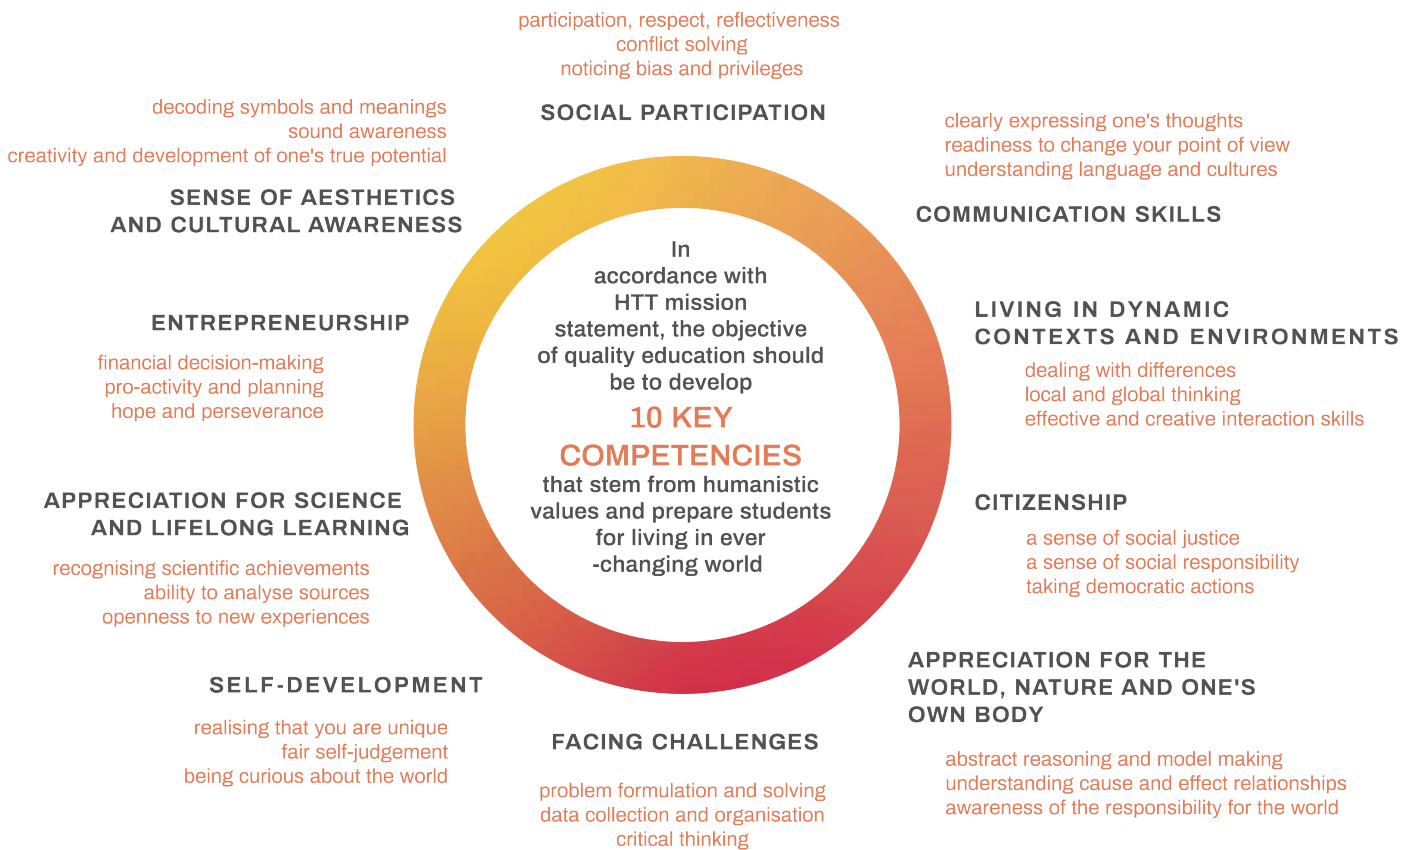 participation, respect, reflectiveness
conflict solving
noticing bias and privileges
SOCIAL PARTICIPATION
clearly expressing one's thoughts
readiness to change your point of view
understanding language and cultures
COMMUNICATION SKILLS
LIVING IN DYNAMIC
CONTEXTS AND ENVIRONMENTS
dealing with differences
local and global thinking
effective and creative interaction skills
CITIZENSHIP
a sense of social justice
a sense of social responsibility
taking democratic actions
APPRECIATION FOR THE
WORLD, NATURE AND ONE'S
OWN BODY
abstract reasoning and model making
understanding cause and effect relationships
awareness of the responsibility for the world
FACING CHALLENGES
problem formulation and solving
data collection and organisation
critical thinking
SELF-DEVELOPMENT
realising that you are unique
fair self-judgement
being curious about the world
APPRECIATION FOR SCIENCE
AND LIFELONG LEARNING
recognising scientific achievements
ability to analyse sources
openness to new experiences
ENTREPRENEURSHIP
financial decision-making
pro-activity and planning
hope and perseverance
decoding symbols and meanings
sound awareness
creativity and development of one's true potential
SENSE OF AESTHETICS
AND CULTURAL AWARENESS
In
accordance with
HTT mission
statement, the objective
of quality education should
be to develop
10 KEY
COMPETENCIES
that stem from humanistic
values and prepare students
for living in ever
-changing world